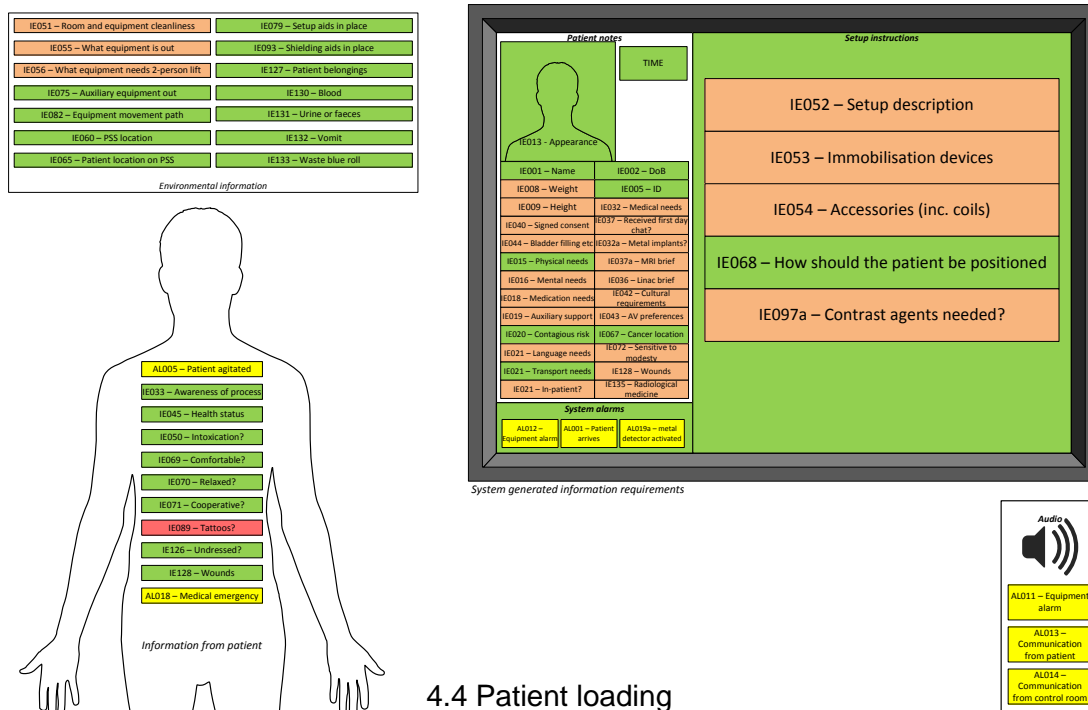 IE051 – Room and equipment cleanliness
IE079 – Setup aids in place
IE055 – What equipment is out
IE093 – Shielding aids in place
IE056 – What equipment needs 2-person lift
IE127 – Patient belongings
IE075 – Auxiliary equipment out
IE130 – Blood
IE082 – Equipment movement path
IE131 – Urine or faeces
IE060 – PSS location
IE132 – Vomit
IE065 – Patient location on PSS
IE133 – Waste blue roll
Environmental information
AL005 – Patient agitated
IE033 – Awareness of process
IE045 – Health status
IE050 – Intoxication?
IE069 – Comfortable?
IE070 – Relaxed?
IE071 – Cooperative?
IE089 – Tattoos?
IE126 – Undressed?
IE128 – Wounds
AL018 – Medical emergency
Information from patient
Patient notes
TIME
IE013 - Appearance
IE001 – Name
IE002 – DoB
IE008 – Weight
IE005 – ID
IE009 – Height
IE032 – Medical needs
IE040 – Signed consent
IE037 – Received first day
chat?
IE044 – Bladder filling etc
IE032a – Metal implants?
IE015 – Physical needs
IE037a – MRI brief
IE016 – Mental needs
IE036 – Linac brief
IE018 – Medication needs
IE042 – Cultural
requirements
IE019 – Auxiliary support
IE043 – AV preferences
IE020 – Contagious risk
IE067 – Cancer location
IE021 – Language needs
IE072 – Sensitive to
modesty
IE021 – Transport needs
IE128 – Wounds
IE021 – In-patient?
IE135 – Radiological
medicine
System alarms
AL012 –
Equipment alarm
AL001 – Patient
arrives
AL019a – metal
detector activated
Setup instructions
IE052 – Setup description
IE053 – Immobilisation devices
IE054 – Accessories (inc. coils)
IE068 – How should the patient be positioned
IE097a – Contrast agents needed?
System generated information requirements
Audio
AL011 – Equipment
alarm
AL013 –
Communication
from patient
AL014 –
Communication
from control room
4.4 Patient loading